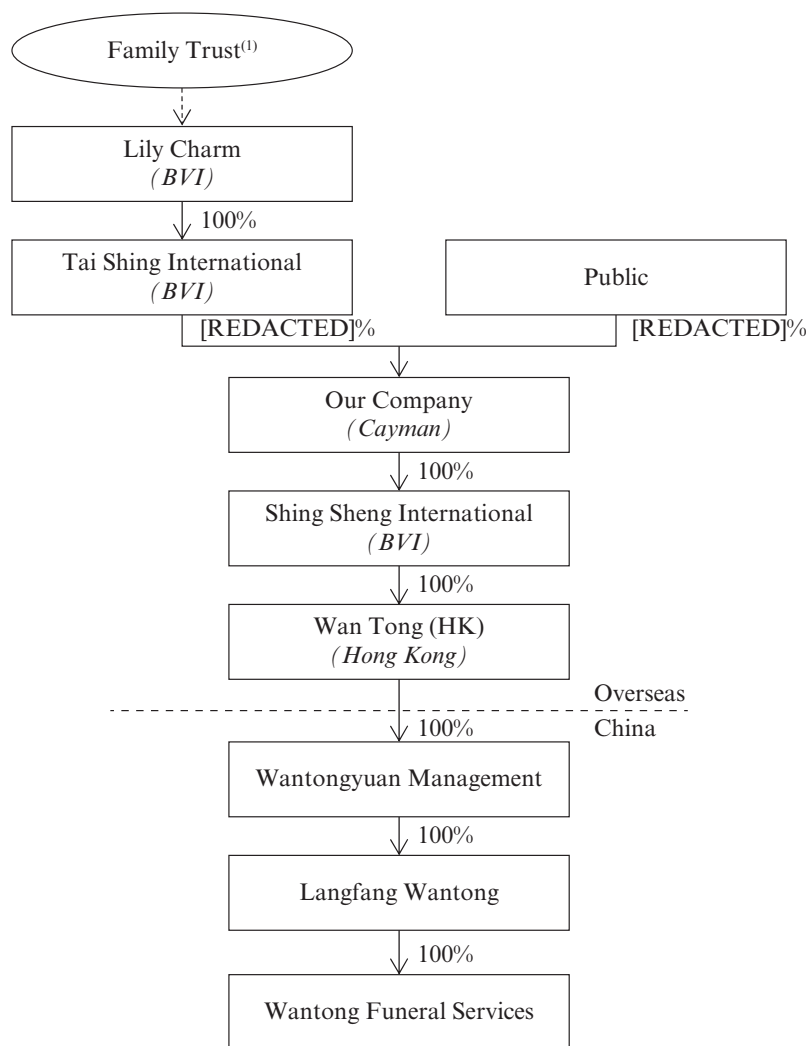 Family Trust(1)
Lily Charm
(BVI)
100%
Tai Shing International
(BVI)
Public
[REDACTED]%
[REDACTED]%
Our Company
(Cayman)
100%
Shing Sheng International
(BVI)
100%
Wan Tong (HK)
(Hong Kong)
Overseas
China
100%
Wantongyuan Management
100%
Langfang Wantong
100%
Wantong Funeral Services